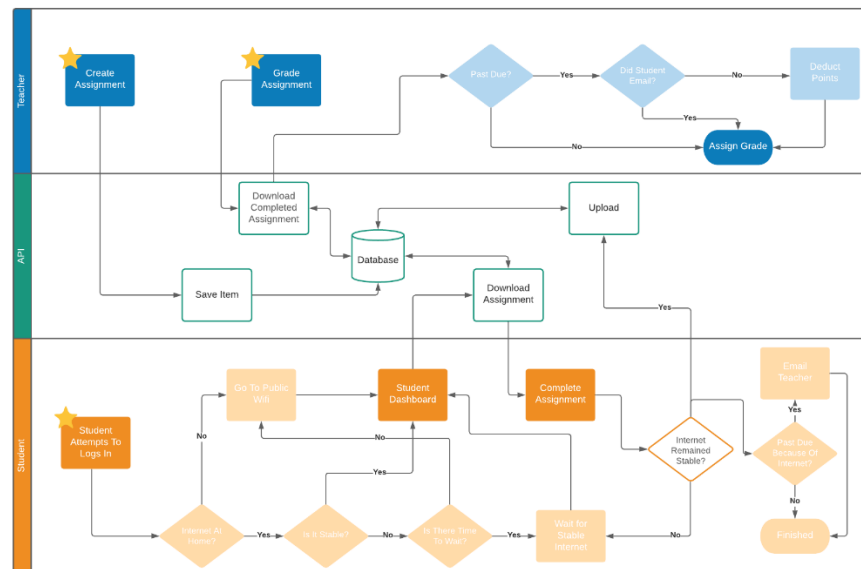 Teacher
Create
Assignment
Grade
Assignment
Past Due?
Yes
Did Student
Email?
No
Deduct
Points
Yes
No
Assign Grade
API
Download
Completed
Assignment
Database
Upload
Save Item
Download
Assignment
Yes
Student
Student
Attempts To
Logs In
Go To Public
Wifi
Student
Dashboard
Complete
Assignment
Internet
Remained
Stable?
Email
Teacher
Yes
Past Due
Because Of
Internet?
No
Finished
No
No
Yes
Internet At
Home?
Yes
Is It Stable?
No
Is There Time
To Wait?
Yes
Wait for
Stable
Internet
No